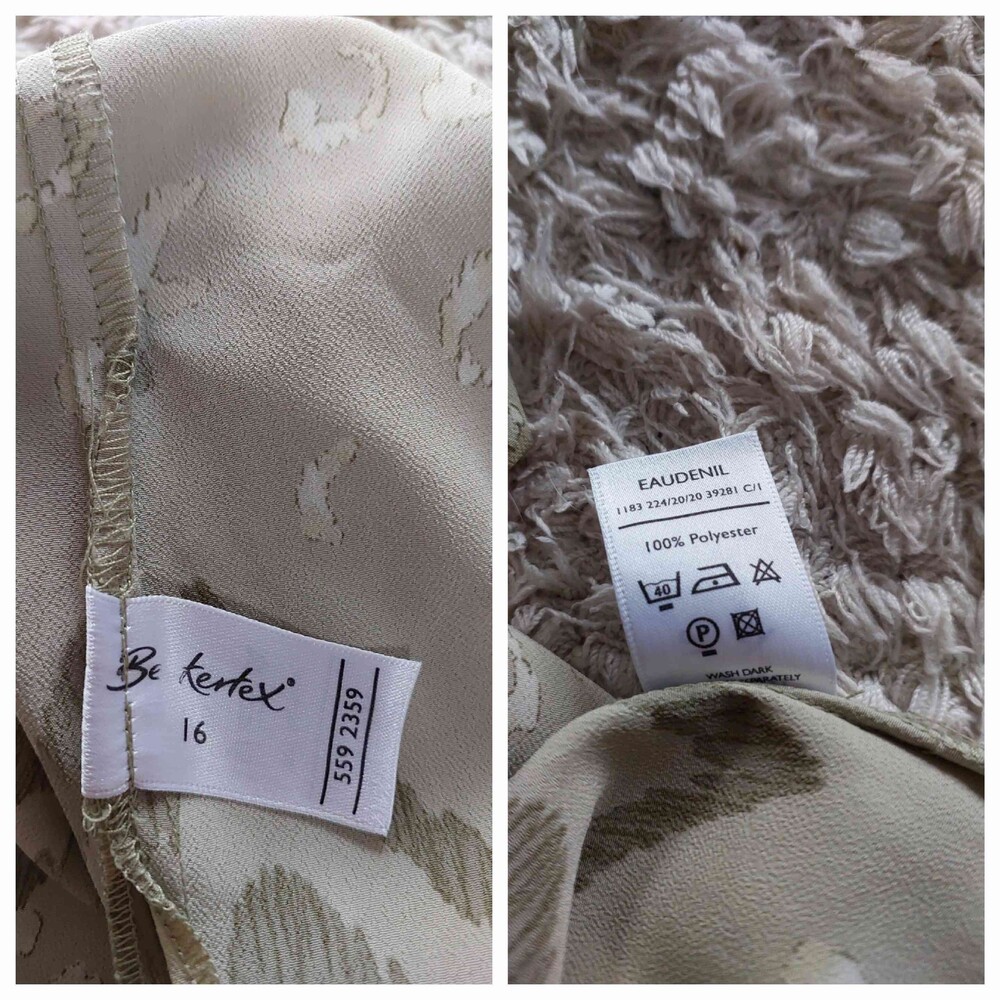 Be kertex®
16
559 2359
EAUDENIL
1183 224/20/20 39281 C/1
100% Polyester
40
P
WASH DARK